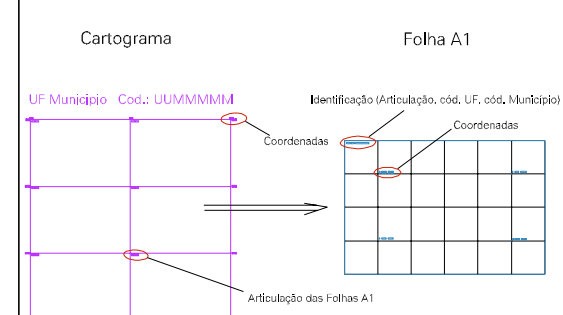 Cartograma
Folha A1
UF Município Cod.: UUMMMMM
Identificação (Articulação, cód. UF, cód. Município)
Coordenadas
Coordenadas
Articulação das Folhas A1